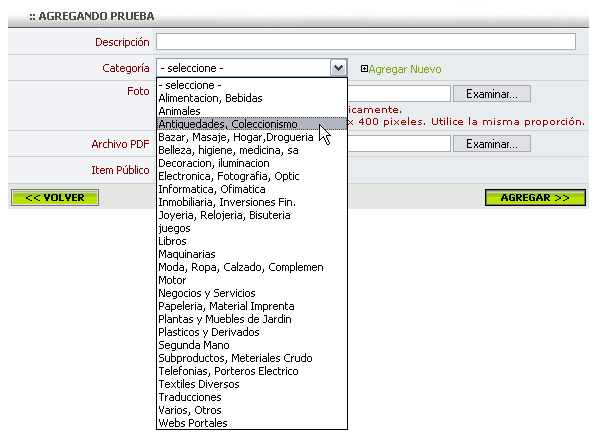 :: AGREGANDO PRUEBA
Descripción
Categoría - seleccione - Agregar Nuevo
Foto Examinar...
icamente.
x 400 pixeles. Utilice la misma proporción.
Archivo PDF Examinar...
Item Público
<< VOLVER AGREGAR >>
- seleccione -
Alimentacion, Bebidas
Animales
Antiquedades, Coleccionismo
Bazar, Masaje, Hogar,Drogueria
Belleza, higiene, medicina, sa
Decoracion, iluminacion
Electronica, Fotografia, Optic
Informatica, Ofimatica
Inmobiliaria, Inversiones Fin.
Joyeria, Relojeria, Bisuteria
juegos
Libros
Maquinarias
Moda, Ropa, Calzado, Complemen
Motor
Negocios y Servicios
Papeleria, Material Imprenta
Plantas y Muebles de Jardin
Plasticos y Derivados
Segunda Mano
Subproductos, Meteriales Crudo
Telefonias, Porteros Electrico
Textiles Diversos
Traducciones
Varios, Otros
Webs Portales